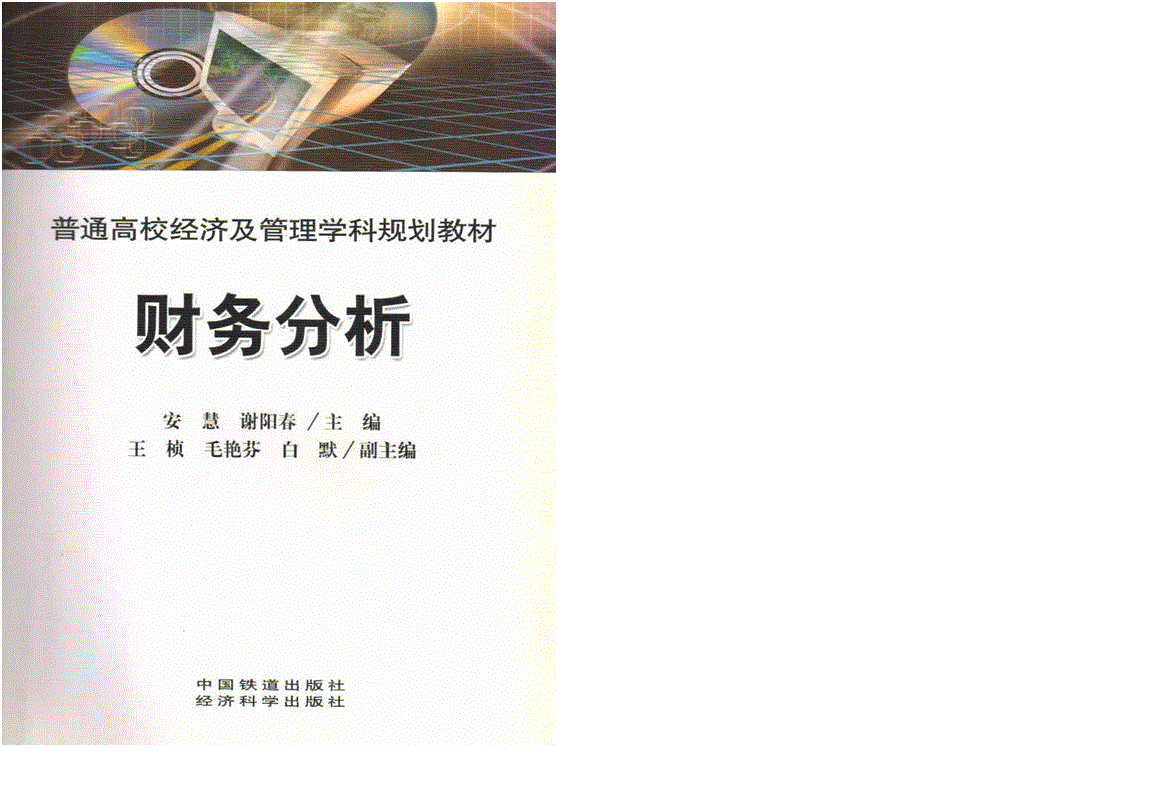 普通高校经济及管理学科规划教材
财务分析
安 慧 谢阳春 / 主 编
王 桢 毛艳芬 白 默 / 副主编
中国铁道出版社
经济科学出版社